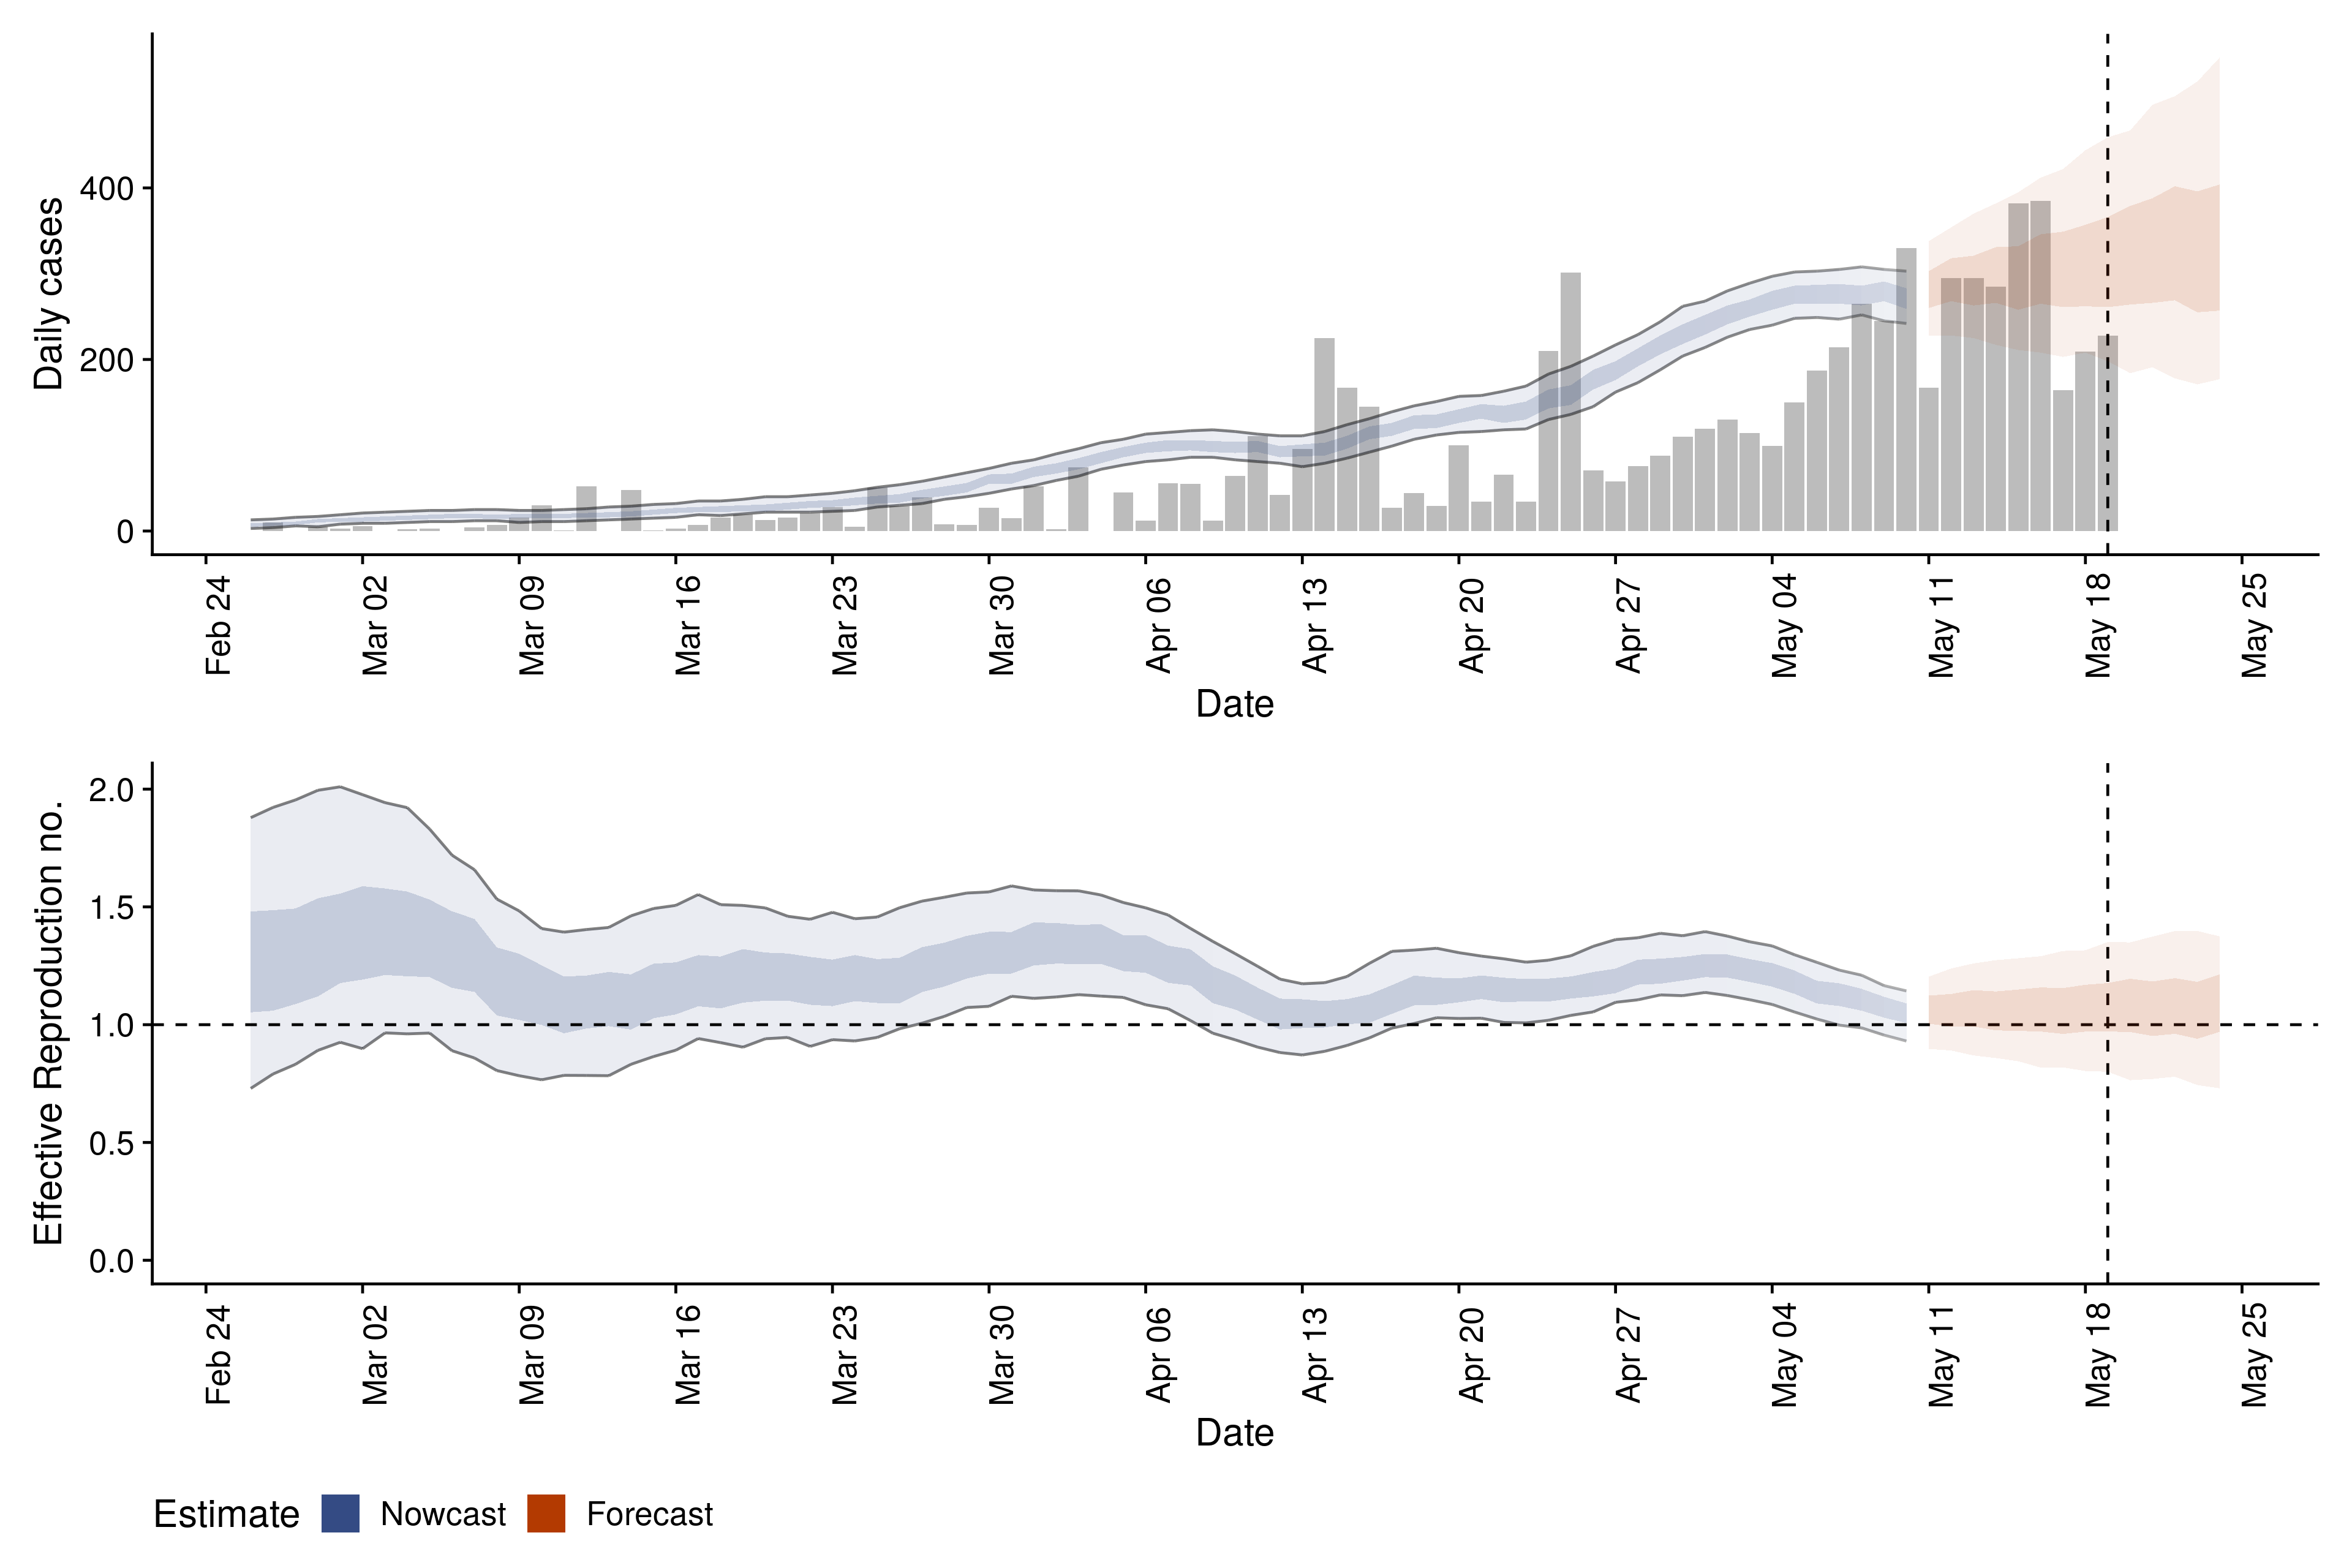 Daily cases
400
200
0
Feb 24
Mar 02
Mar 09
Mar 16
Mar 23
Mar 30
Apr 06
Apr 13
Apr 20
Apr 27
May 04
May 11
May 18
May 25
Date
Effective Reproduction no.
2.0
1.5
1.0
0.5
0.0
Feb 24
Mar 02
Mar 09
Mar 16
Mar 23
Mar 30
Apr 06
Apr 13
Apr 20
Apr 27
May 04
May 11
May 18
May 25
Date
Estimate Nowcast Forecast